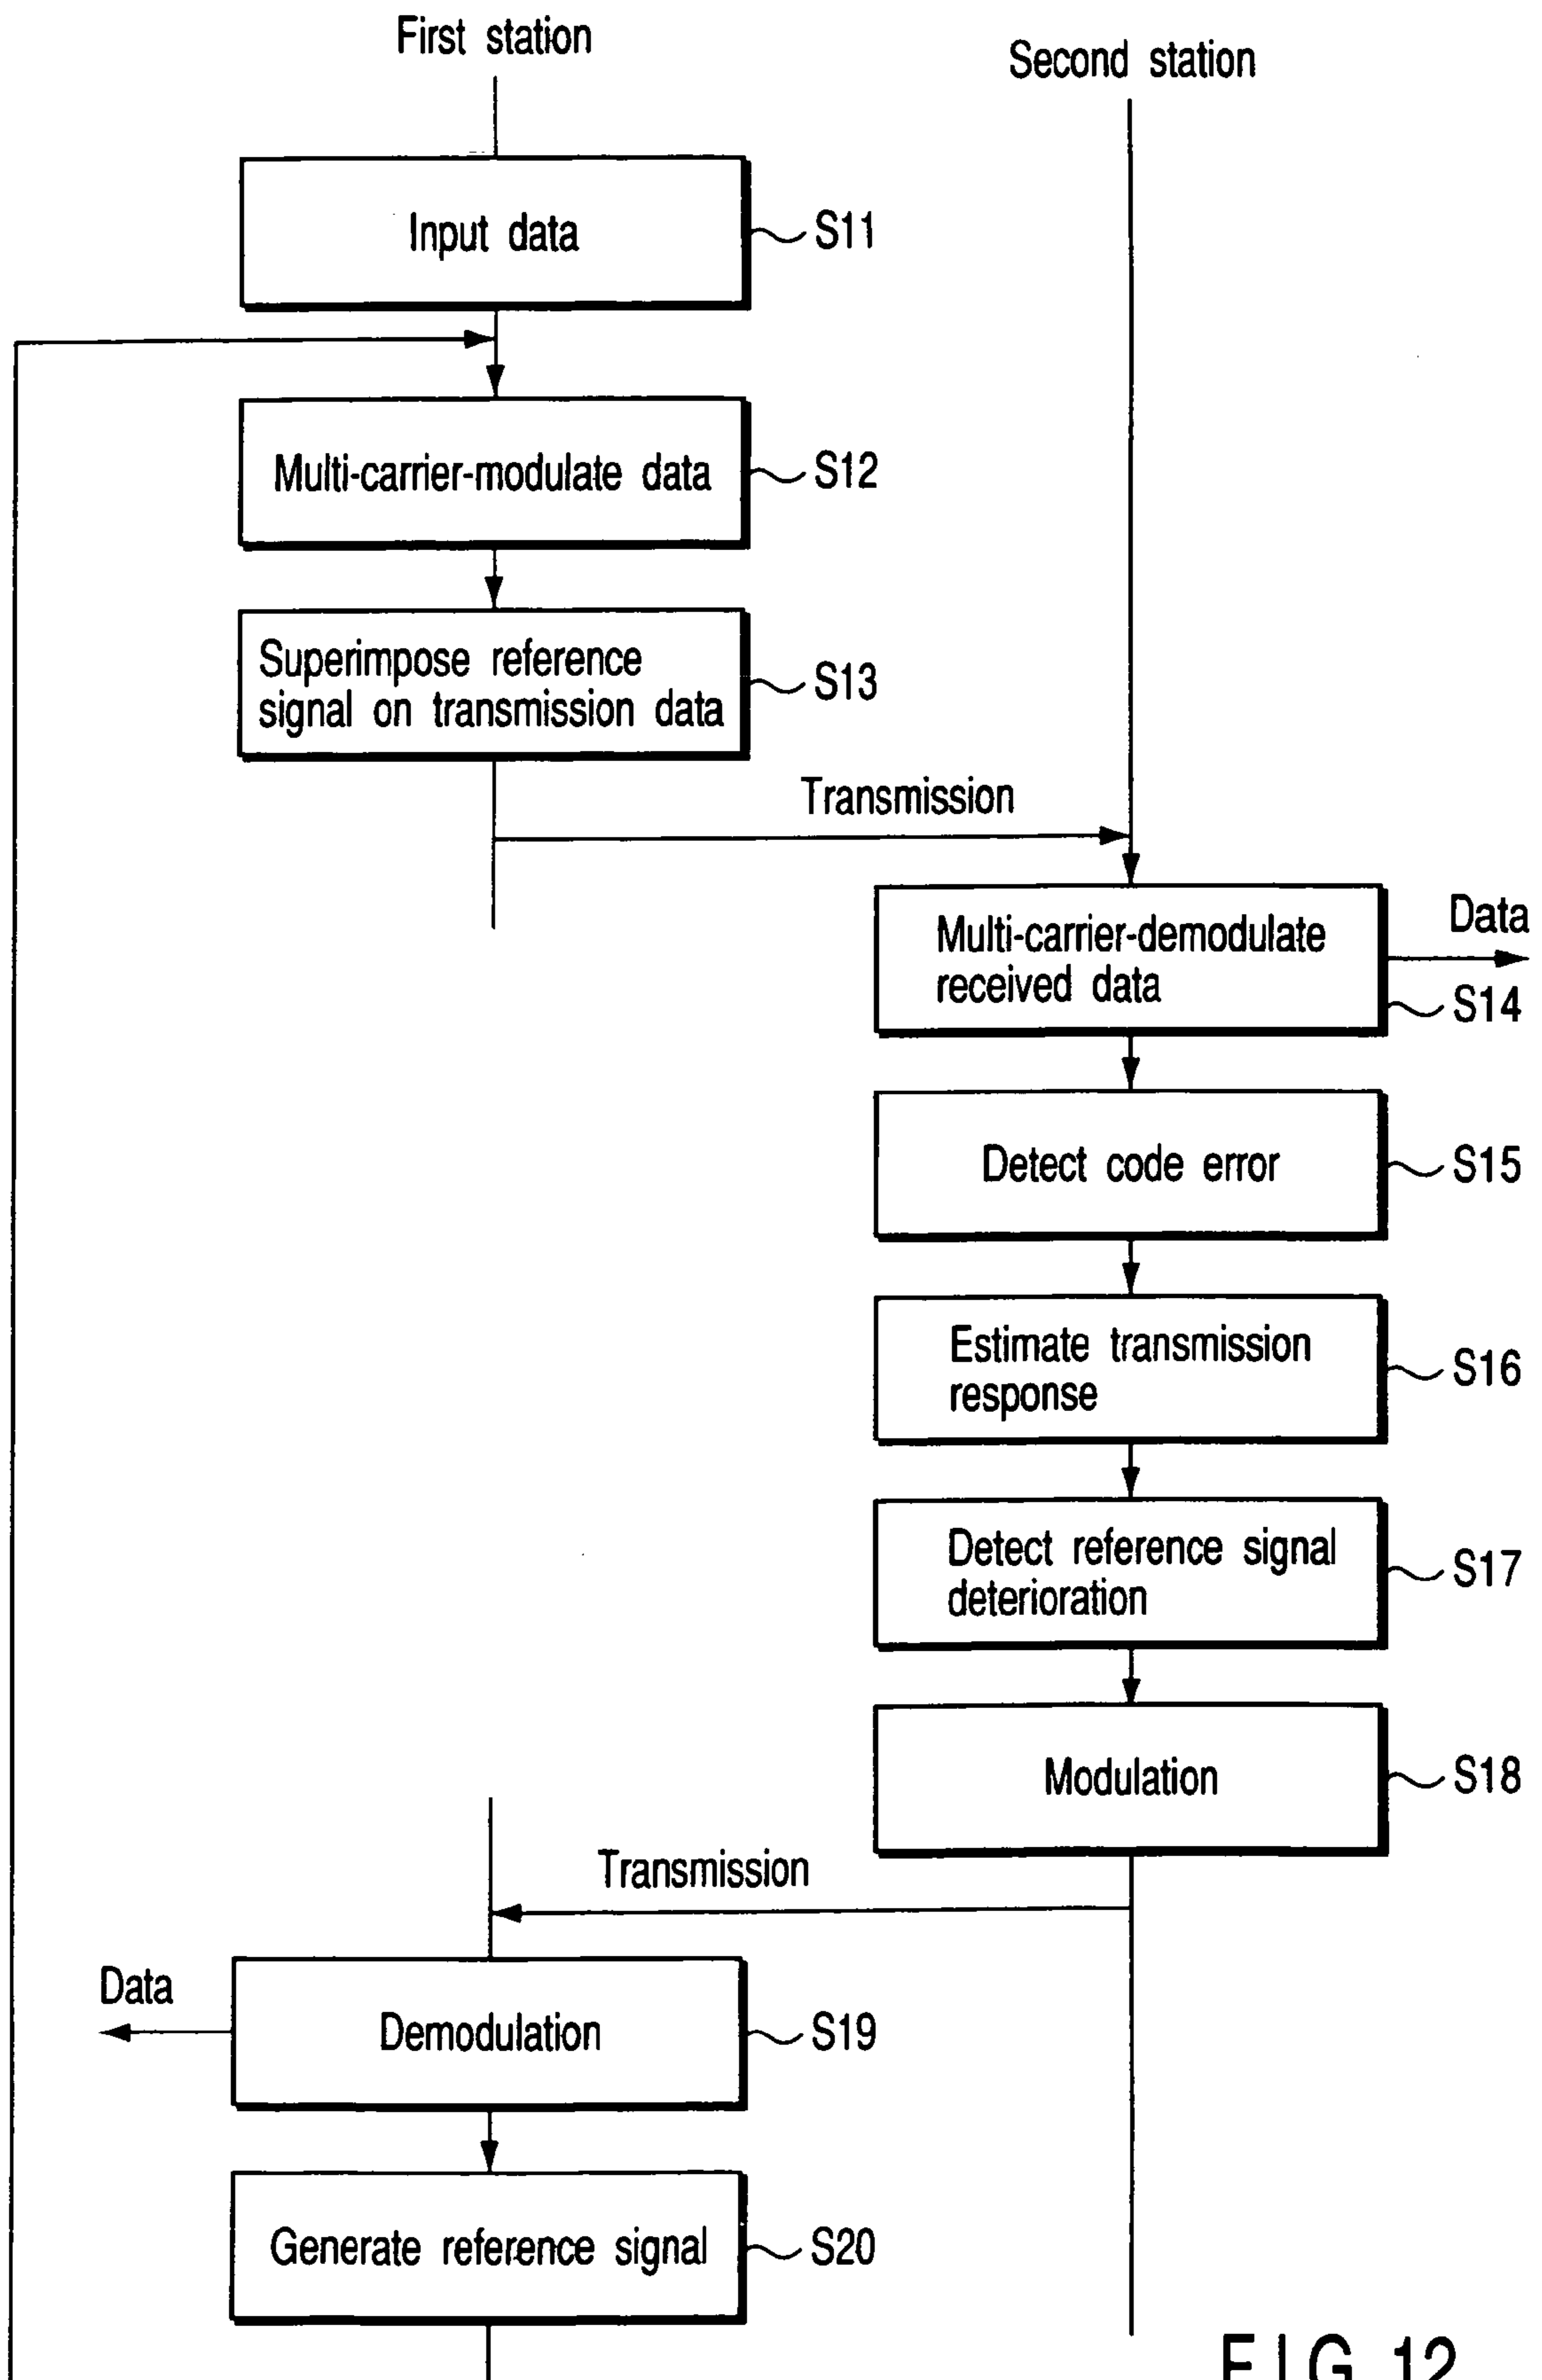 First station
Second station
Input data
S11
Multi-carrier-modulate data
S12
Superimpose reference
signal on transmission data
S13
Transmission
Multi-carrier-demodulate
received data
Data
S14
Detect code error
S15
Estimate transmission
response
S16
Detect reference signal
deterioration
S17
Modulation
S18
Transmission
Data
Demodulation
S19
Generate reference signal
S20
FIG. 12